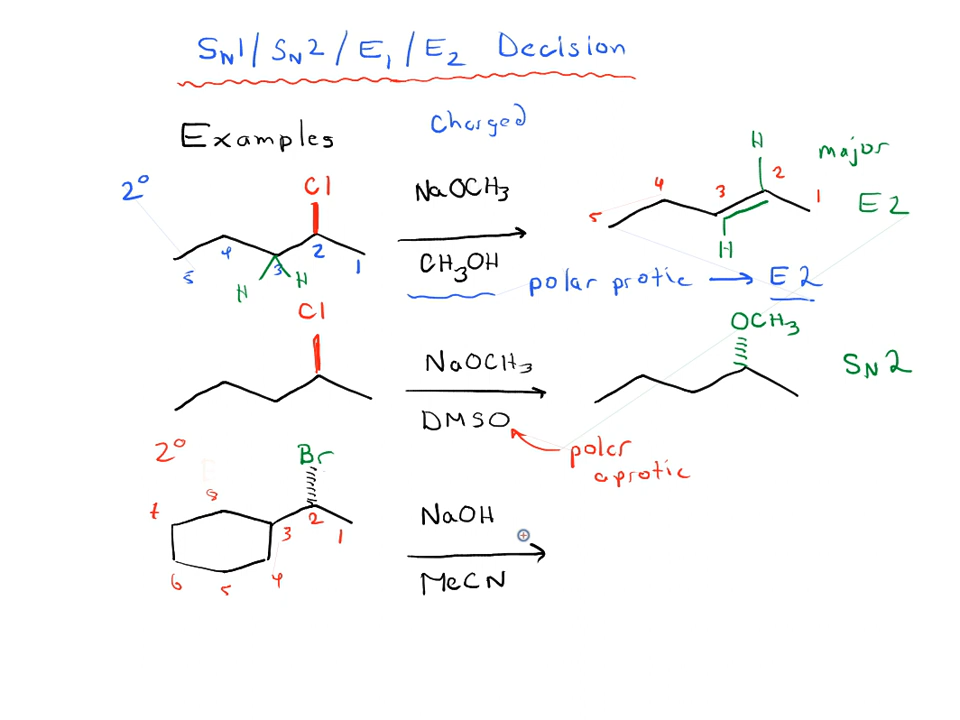 SN1 / SN2 / E1 / E2 Decision
Examples
Charged
2°
Cl
NaOCH3
CH3OH
5 4 3 2 1
H H
H
major
5 4 3 2 1
H
E2
polar protic → E2
Cl
NaOCH3
DMSO
OCH3
SN2
polar
aprotic
2°
Br
NaOH
MeCN
7 8 3 2 1
6 5 4